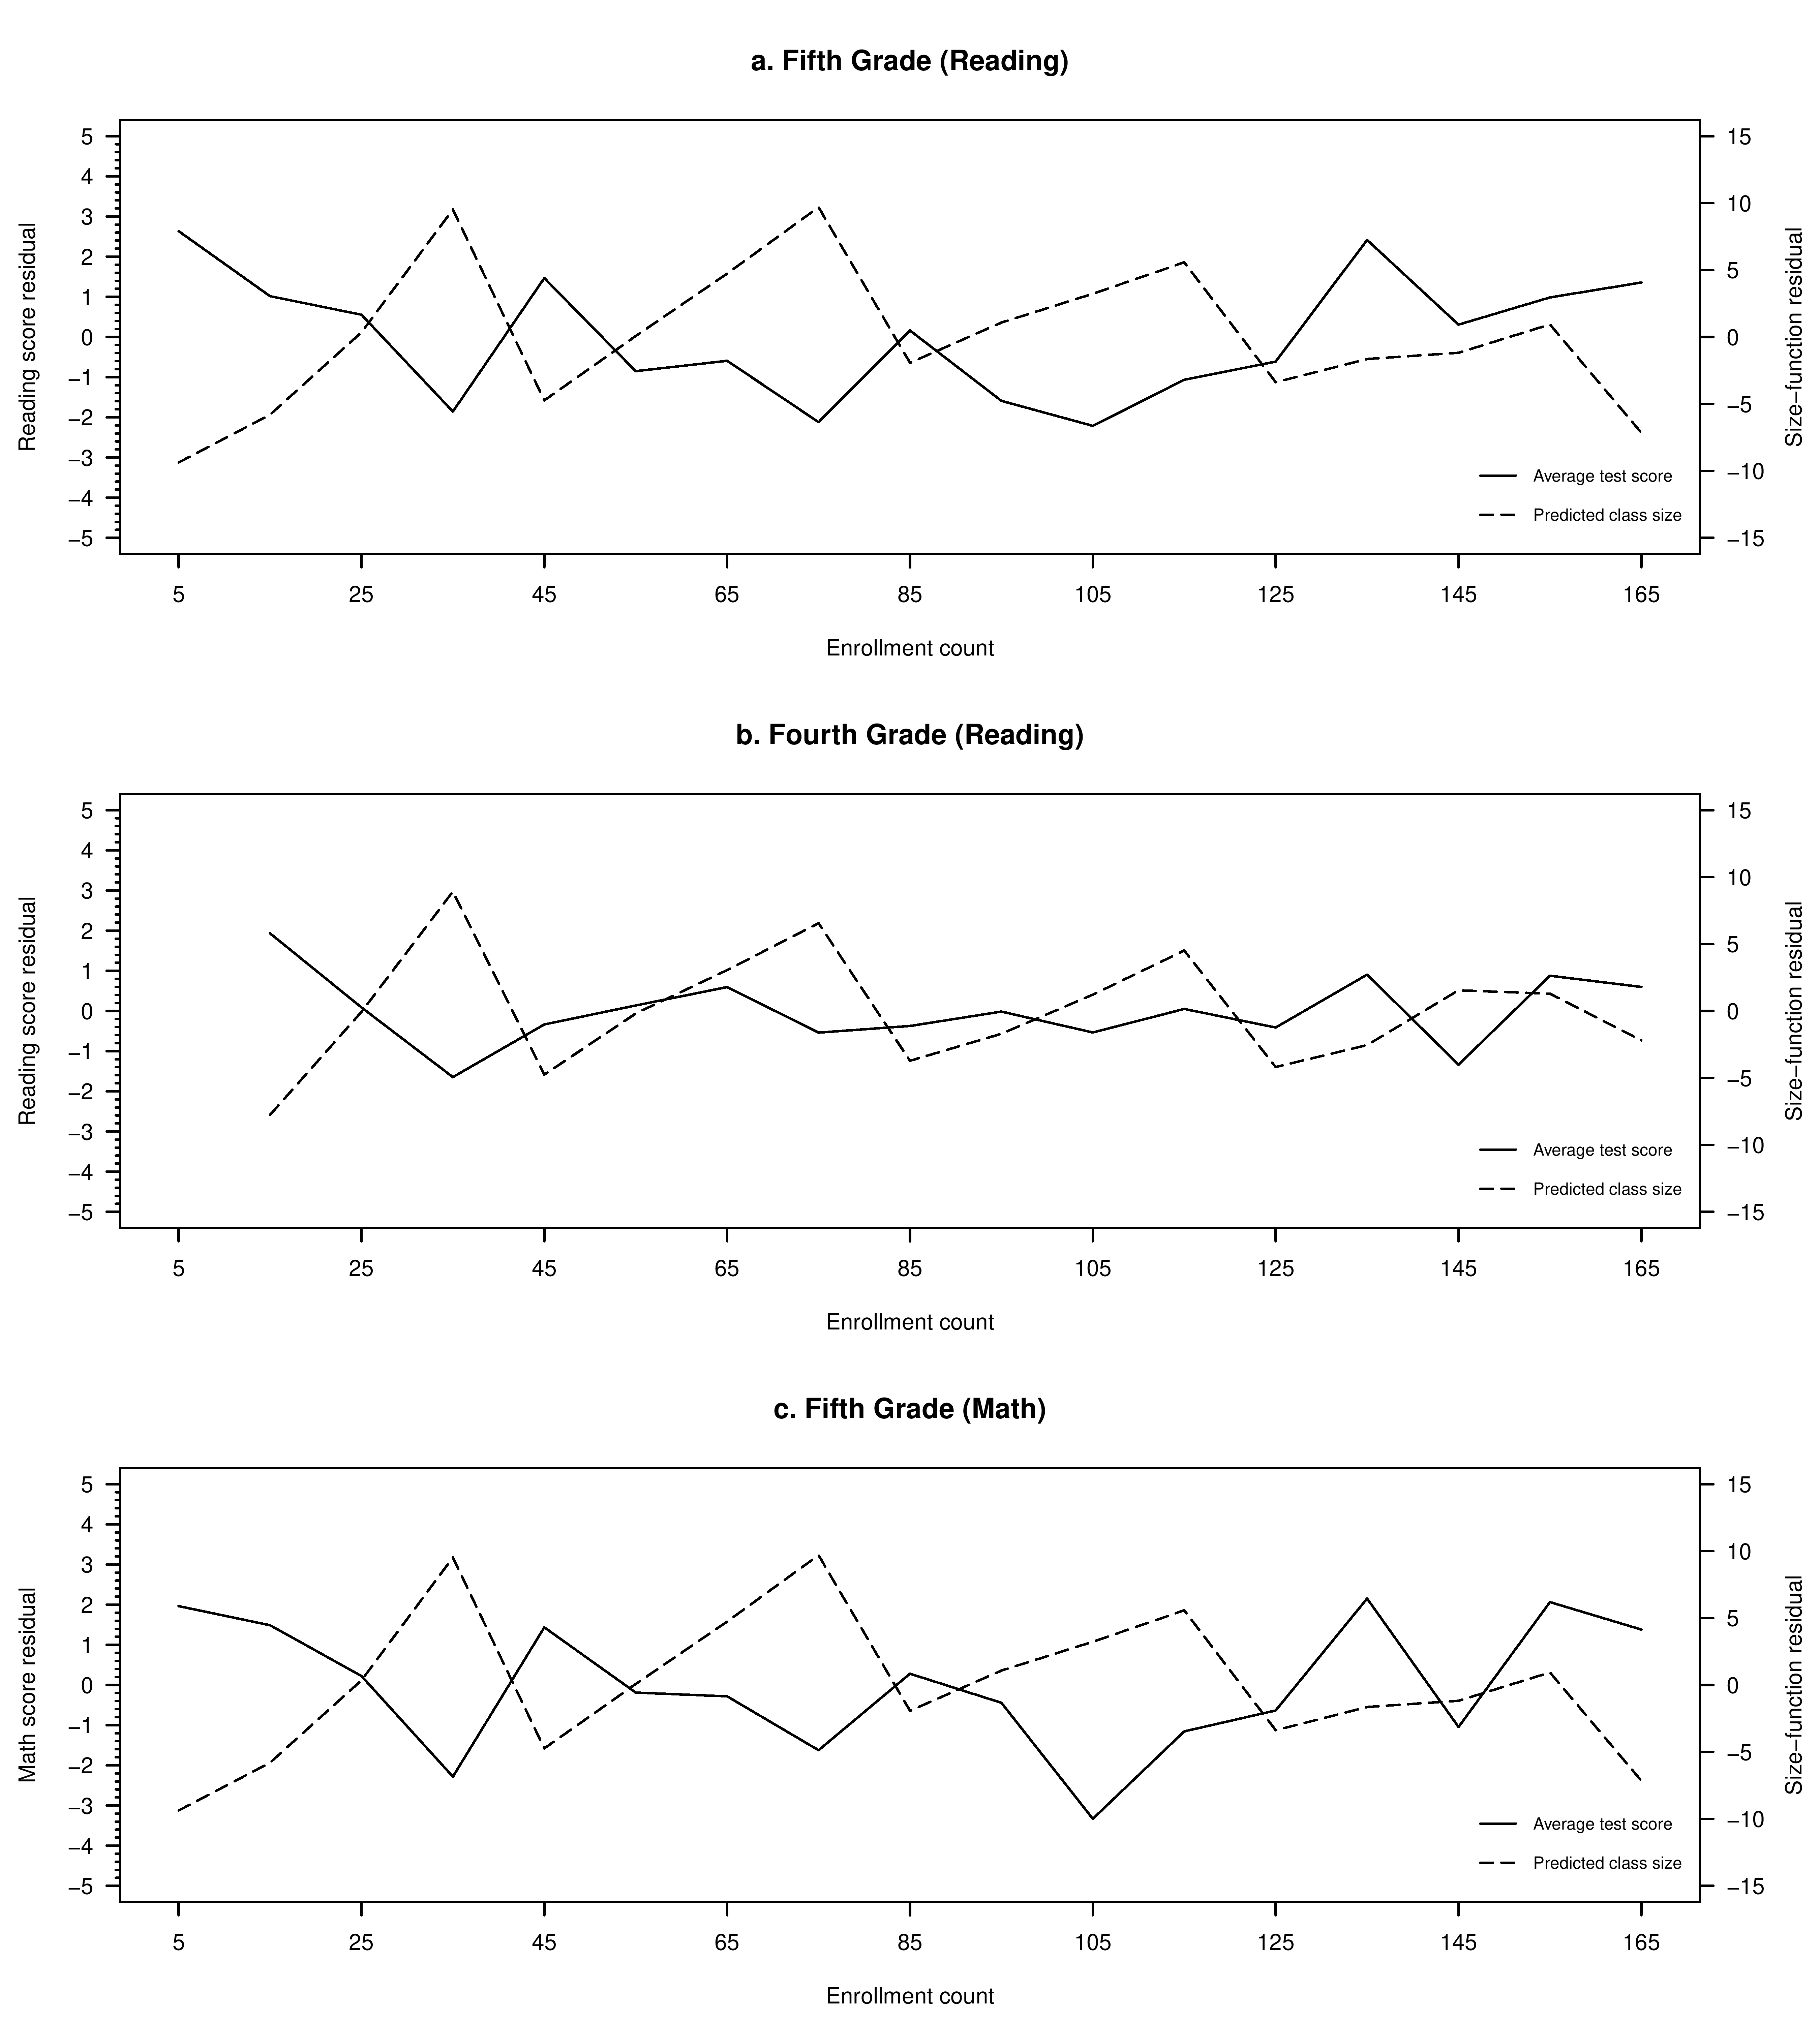 a. Fifth Grade (Reading)
5
4
3
2
1
0
−1
−2
−3
−4
−5
Reading score residual
15
10
5
0
−5
−10
−15
Size−function residual
Average test score
Predicted class size
5 25 45 65 85 105 125 145 165
Enrollment count
b. Fourth Grade (Reading)
5
4
3
2
1
0
−1
−2
−3
−4
−5
Reading score residual
15
10
5
0
−5
−10
−15
Size−function residual
Average test score
Predicted class size
5 25 45 65 85 105 125 145 165
Enrollment count
c. Fifth Grade (Math)
5
4
3
2
1
0
−1
−2
−3
−4
−5
Math score residual
15
10
5
0
−5
−10
−15
Size−function residual
Average test score
Predicted class size
5 25 45 65 85 105 125 145 165
Enrollment count